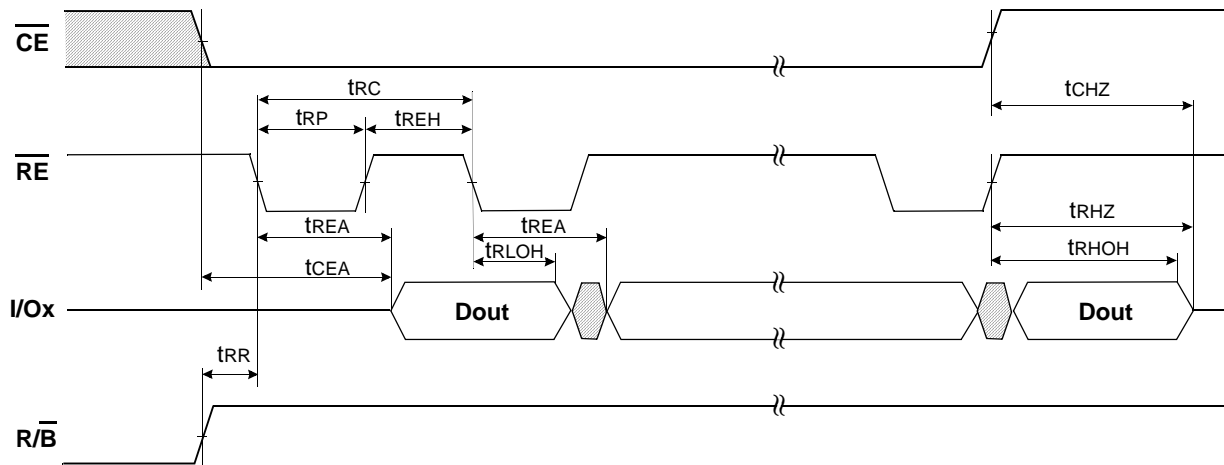 CE
tCHZ
tRC
tRP
tREH
RE
tREA
tREA
tRHZ
tRLOH
tRHOH
tCEA
I/Ox
Dout
Dout
tRR
R/B